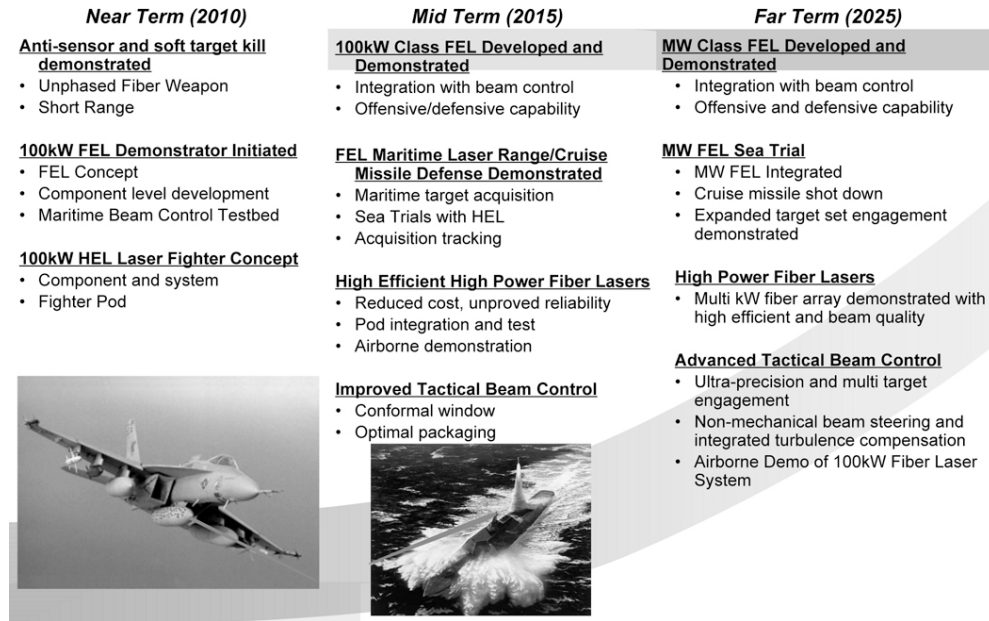 Near Term (2010)
Anti-sensor and soft target kill
demonstrated
• Unphased Fiber Weapon
• Short Range
100kW FEL Demonstrator Initiated
• FEL Concept
• Component level development
• Maritime Beam Control Testbed
100kW HEL Laser Fighter Concept
• Component and system
• Fighter Pod
Mid Term (2015)
100kW Class FEL Developed and
Demonstrated
• Integration with beam control
• Offensive/defensive capability
FEL Maritime Laser Range/Cruise
Missile Defense Demonstrated
• Maritime target acquisition
• Sea Trials with HEL
• Acquisition tracking
High Efficient High Power Fiber Lasers
• Reduced cost, unproved reliability
• Pod integration and test
• Airborne demonstration
Improved Tactical Beam Control
• Conformal window
• Optimal packaging
Far Term (2025)
MW Class FEL Developed and
Demonstrated
• Integration with beam control
• Offensive and defensive capability
MW FEL Sea Trial
• MW FEL Integrated
• Cruise missile shot down
• Expanded target set engagement
demonstrated
High Power Fiber Lasers
• Multi kW fiber array demonstrated with
high efficient and beam quality
Advanced Tactical Beam Control
• Ultra-precision and multi target
engagement
• Non-mechanical beam steering and
integrated turbulence compensation
• Airborne Demo of 100kW Fiber Laser
System